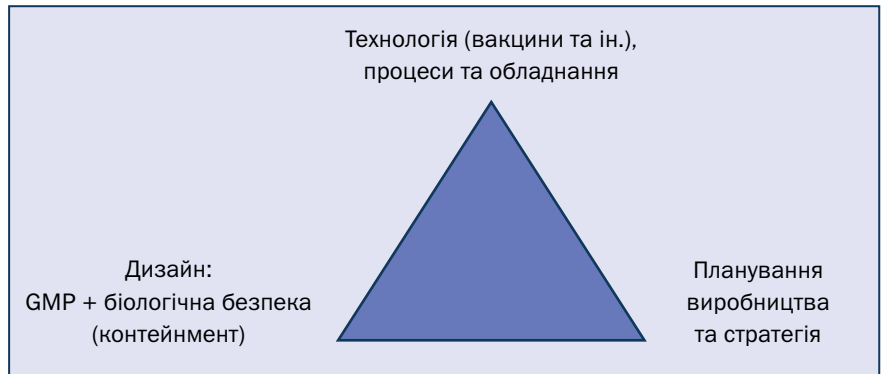 Технологія (вакцини та ін.),
процеси та обладнання
Дизайн:
GMP + біологічна безпека
(контейнмент)
Планування
виробництва
та стратегія